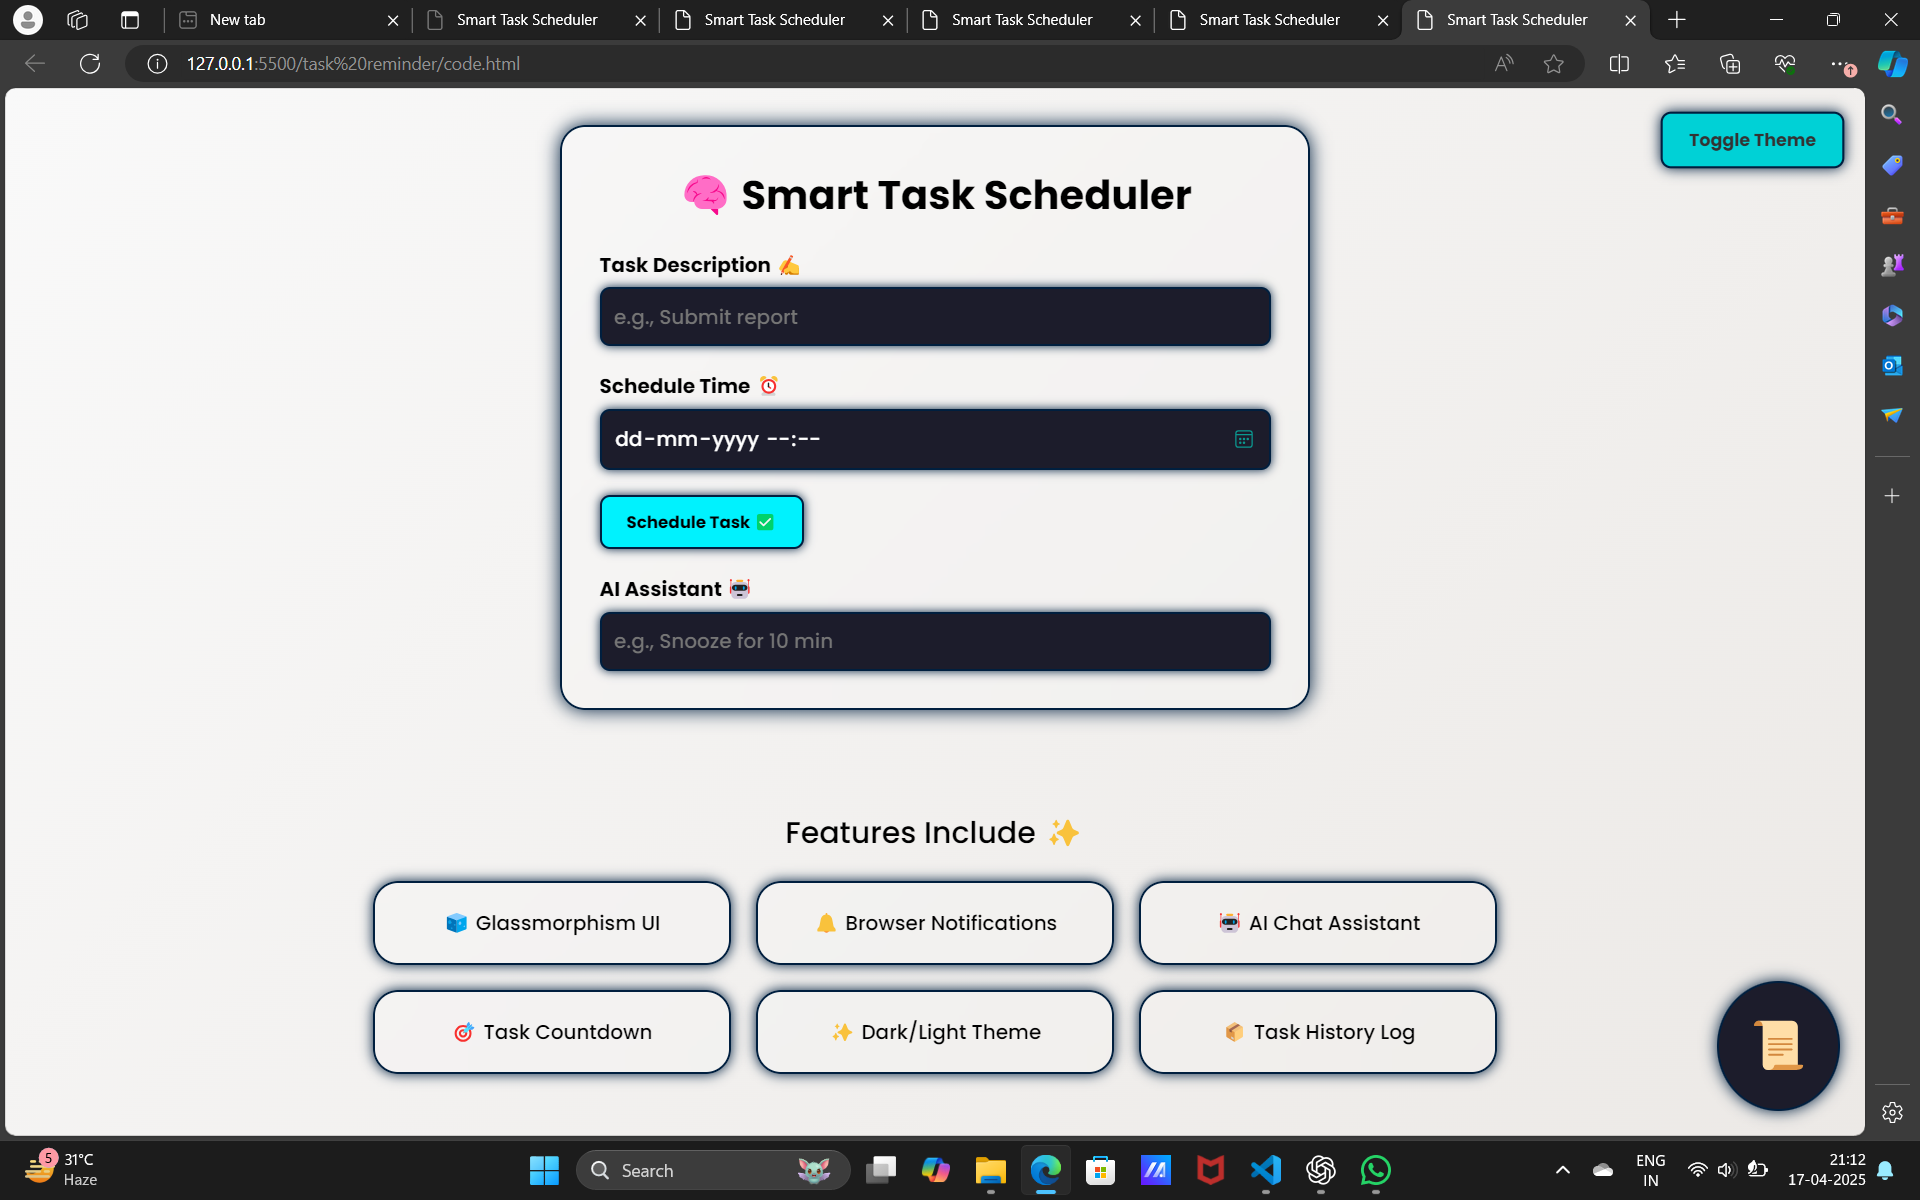 New tab
Smart Task Scheduler
Smart Task Scheduler
Smart Task Scheduler
Smart Task Scheduler
Smart Task Scheduler
127.0.0.1:5500/task%20reminder/code.html
Toggle Theme
🧠 Smart Task Scheduler
Task Description ✍️
e.g., Submit report
Schedule Time ⏰
dd-mm-yyyy --:--
Schedule Task ✅
AI Assistant 🤖
e.g., Snooze for 10 min
Features Include ✨
🧊 Glassmorphism UI
🔔 Browser Notifications
🤖 AI Chat Assistant
🎯 Task Countdown
✨ Dark/Light Theme
📦 Task History Log
5
31°C
Haze
Search
ENG
IN
21:12
17-04-2025